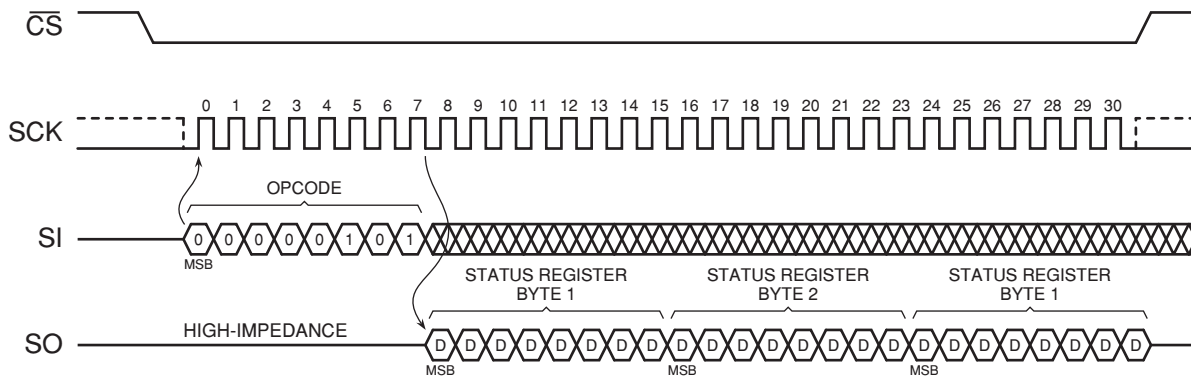 CS
0 1 2 3 4 5 6 7 8 9 10 11 12 13 14 15 16 17 18 19 20 21 22 23 24 25 26 27 28 29 30
SCK
OPCODE
SI 0 0 0 0 0 1 0 1
MSB
STATUS REGISTER
BYTE 1
STATUS REGISTER
BYTE 2
STATUS REGISTER
BYTE 1
HIGH-IMPEDANCE
SO D D D D D D D D D D D D D D D D D D D D D D D D
MSB MSB MSB